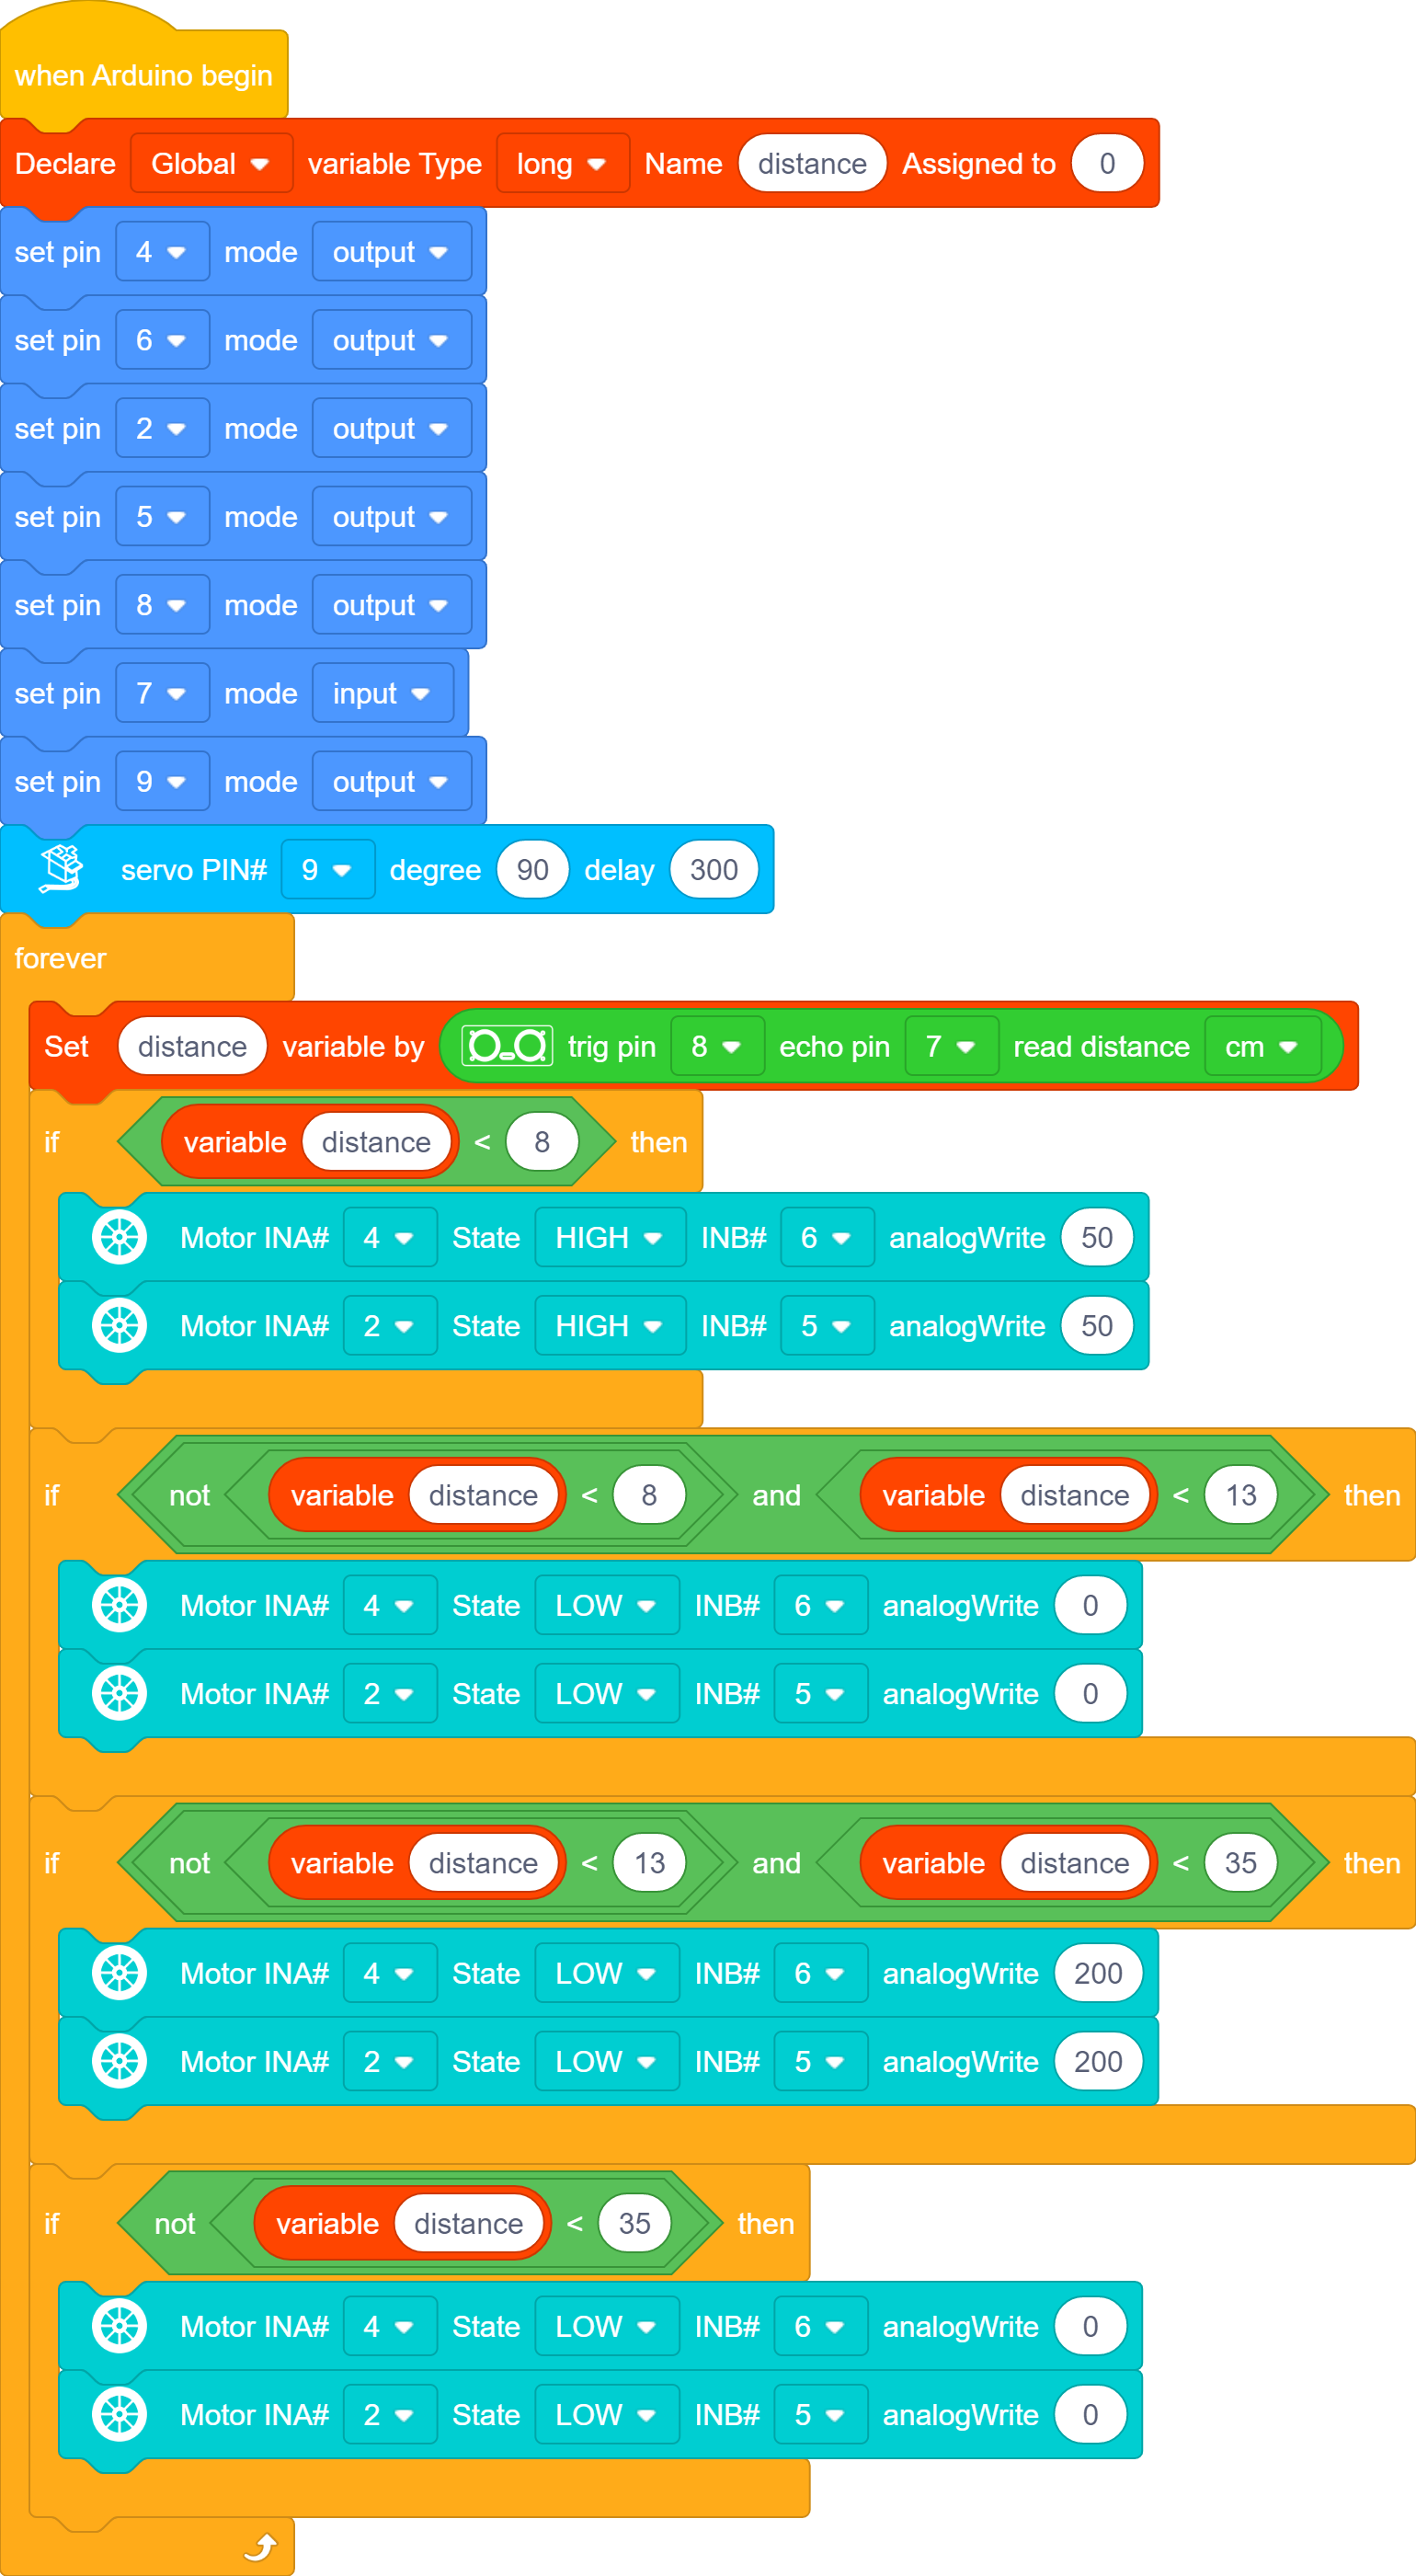 when Arduino begin
Declare Global variable Type long Name distance Assigned to 0
set pin 4 mode output
set pin 6 mode output
set pin 2 mode output
set pin 5 mode output
set pin 8 mode output
set pin 7 mode input
set pin 9 mode output
servo PIN# 9 degree 90 delay 300
forever
Set distance variable by trig pin 8 echo pin 7 read distance cm
if variable distance < 8 then
Motor INA# 4 State HIGH INB# 6 analogWrite 50
Motor INA# 2 State HIGH INB# 5 analogWrite 50
if not variable distance < 8 and variable distance < 13 then
Motor INA# 4 State LOW INB# 6 analogWrite 0
Motor INA# 2 State LOW INB# 5 analogWrite 0
if not variable distance < 13 and variable distance < 35 then
Motor INA# 4 State LOW INB# 6 analogWrite 200
Motor INA# 2 State LOW INB# 5 analogWrite 200
if not variable distance < 35 then
Motor INA# 4 State LOW INB# 6 analogWrite 0
Motor INA# 2 State LOW INB# 5 analogWrite 0